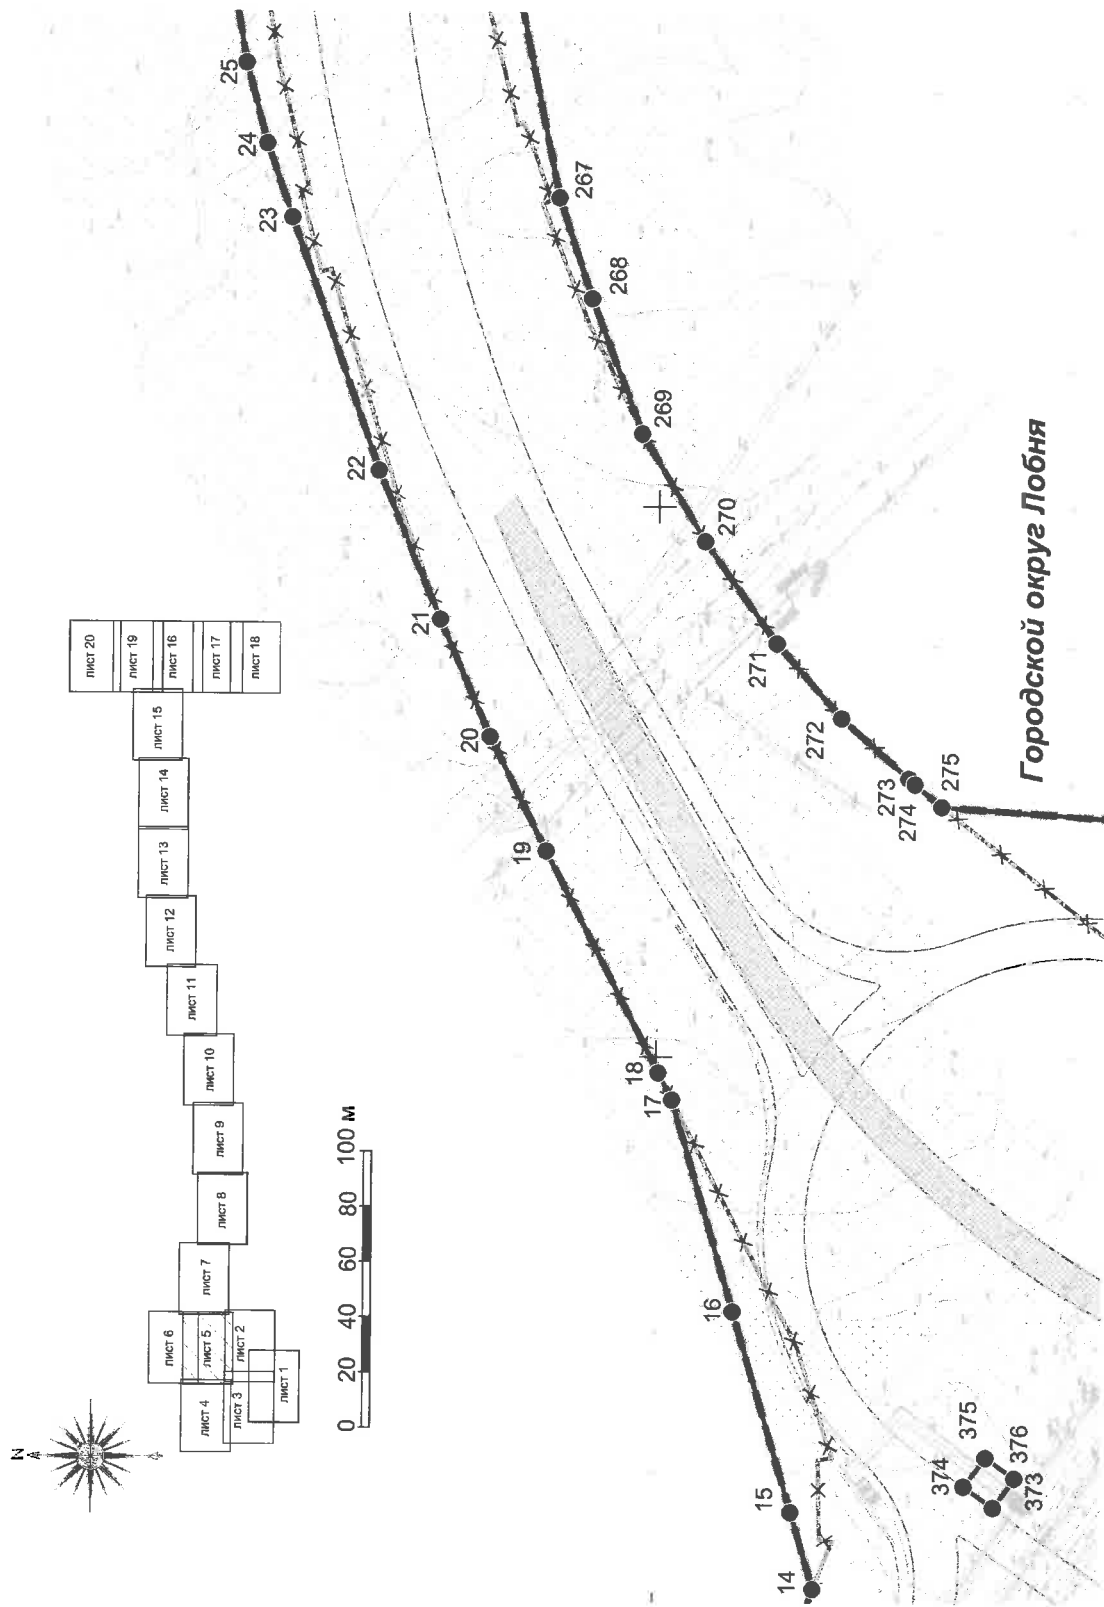 N
лист 20
лист 19
лист 16
лист 17
лист 18
лист 15
лист 14
лист 13
лист 12
лист 11
лист 10
лист 9
лист 8
лист 7
лист 6
лист 5
лист 2
лист 4
лист 3
лист 1
0 20 40 60 80 100 м
14
15
16
17
18
19
20
21
22
23
24
25
267
268
269
270
271
272
273
274
275
374
375
376
373
Городской округ Лобня